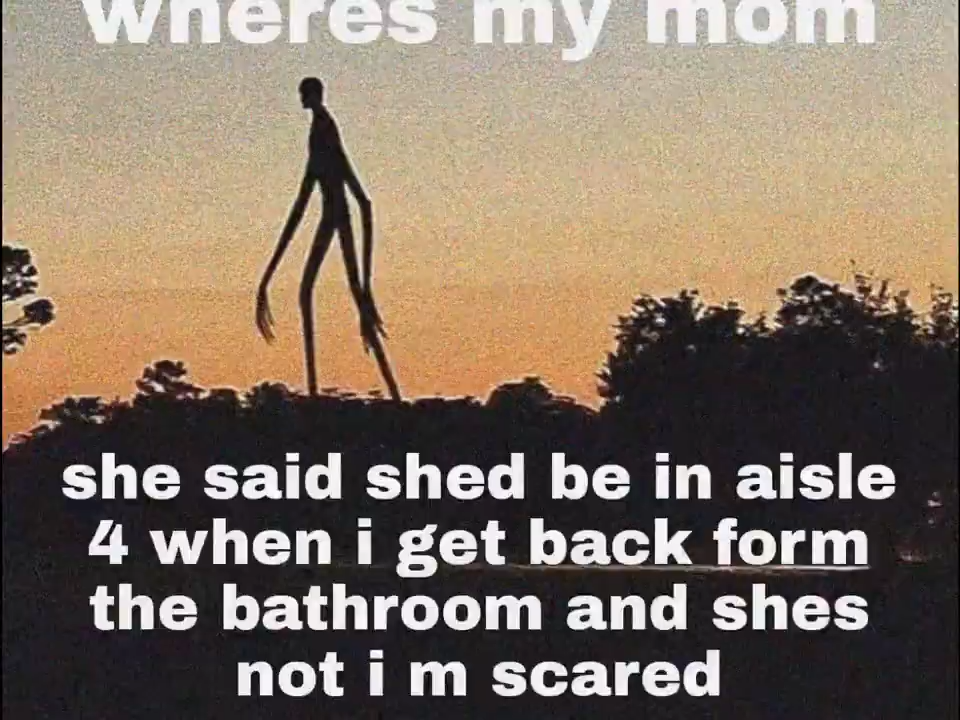 wheres my mom
she said shed be in aisle
4 when i get back form
the bathroom and shes
not i m scared